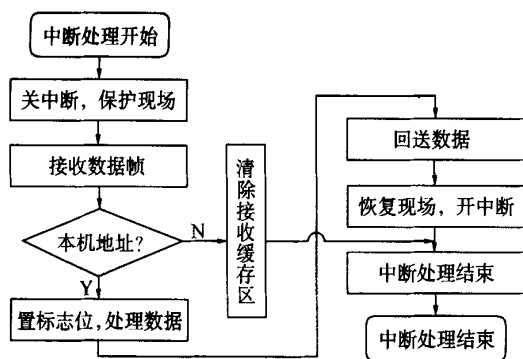 中断处理开始
关中断，保护现场
接收数据帧
本机地址？
N
Y
置标志位，处理数据
清除接收缓存区
回送数据
恢复现场，开中断
中断处理结束
中断处理结束